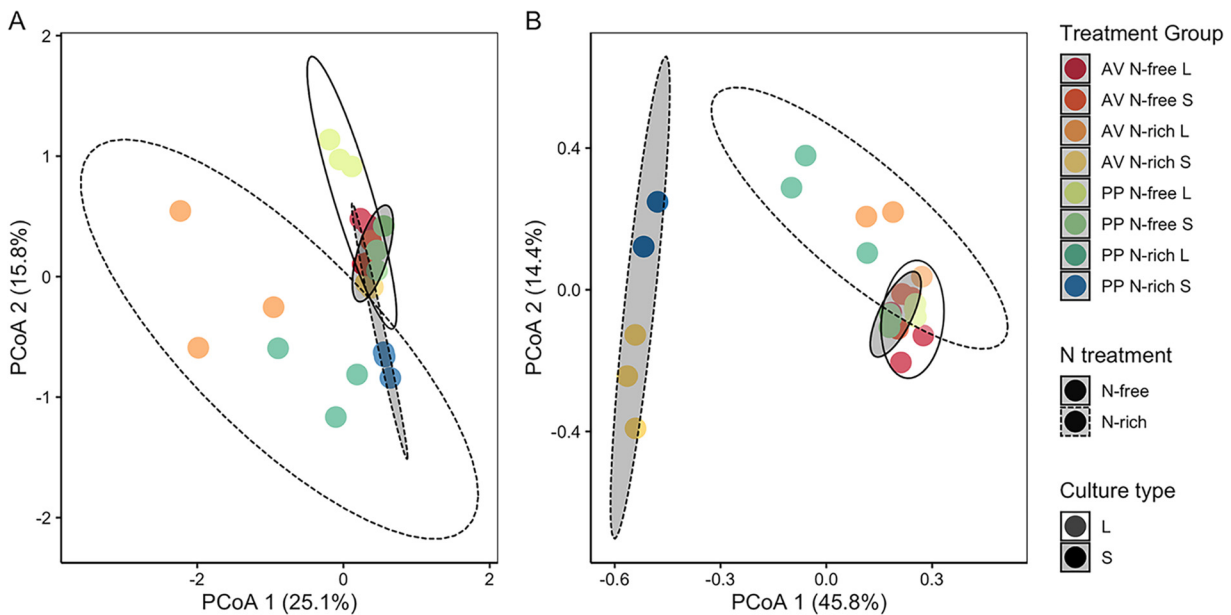 A
B
2
1
0
-1
-2
PCoA 2 (15.8%)
-2
0
2
PCoA 1 (25.1%)
0.4
0.0
-0.4
PCoA 2 (14.4%)
-0.6
-0.3
0.0
0.3
PCoA 1 (45.8%)
Treatment Group
AV N-free L
AV N-free S
AV N-rich L
AV N-rich S
PP N-free L
PP N-free S
PP N-rich L
PP N-rich S
N treatment
N-free
N-rich
Culture type
L
S